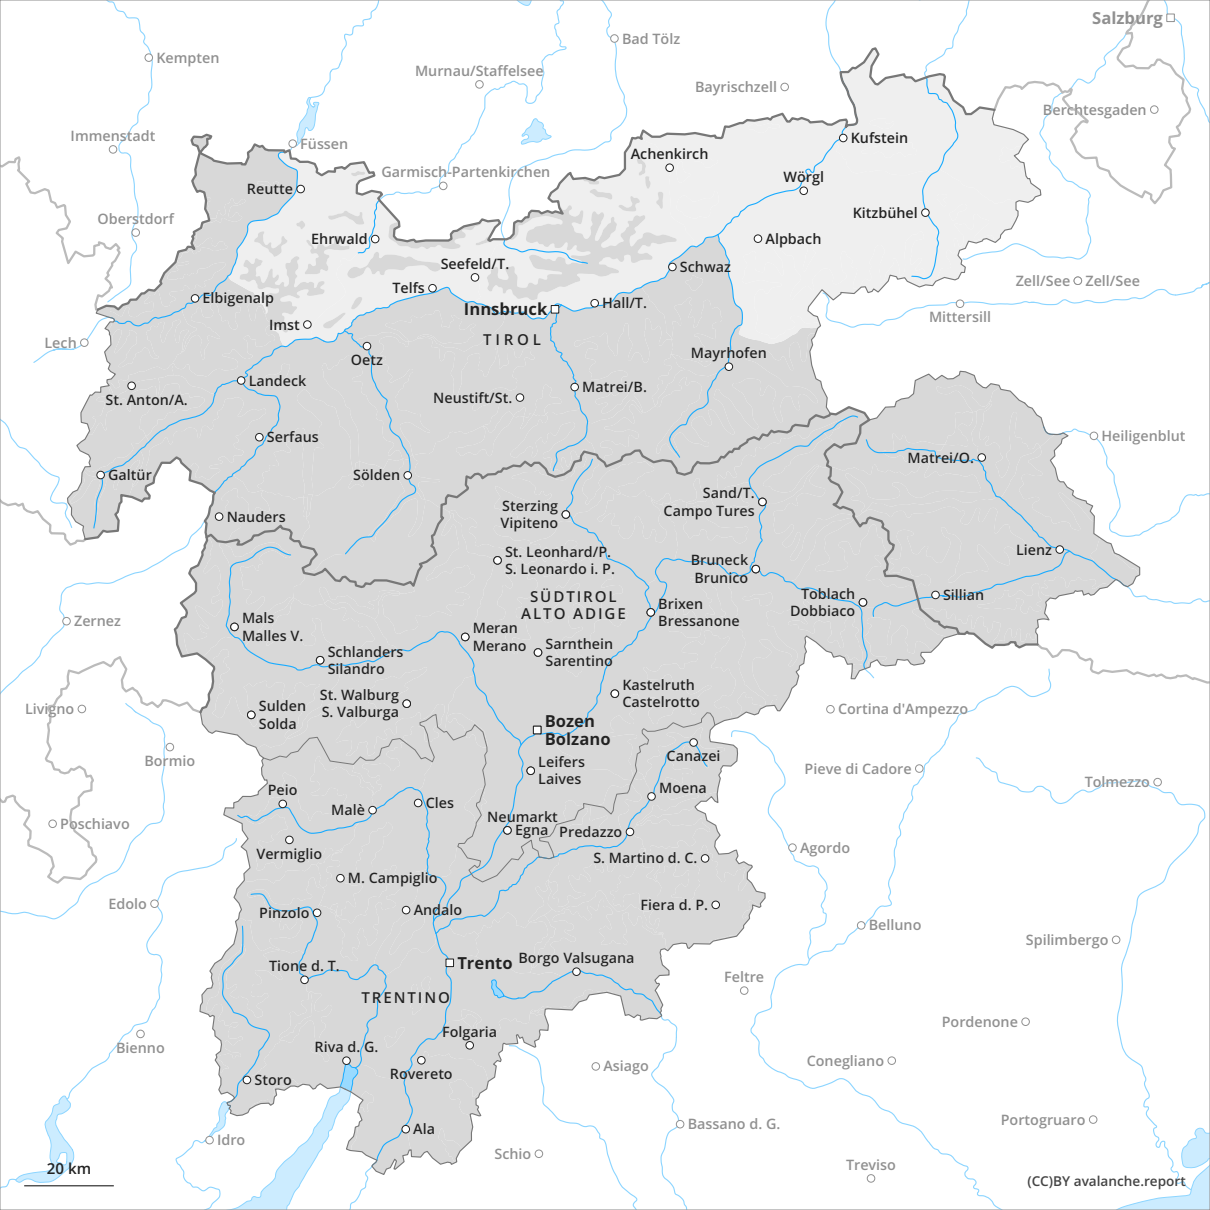 Salzburg
Bad Tölz
Kempten
Murnau/Staffelsee
Bayrischzell
Berchtesgaden
Immenstadt
Füssen
Kufstein
Achenkirch
Garmisch-Partenkirchen
Wörgl
Reutte
Oberstdorf
Kitzbühel
Ehrwald
Alpbach
Seefeld/T.
Schwaz
Zell/See
Zell/See
Telfs
Elbigenalp
Hall/T.
Innsbruck
Mittersill
Imst
TIROL
Lech
Mayrhofen
Oetz
Landeck
Matrei/B.
St. Anton/A.
Neustift/St.
Serfaus
Heiligenblut
Matrei/O.
Galtür
Sölden
Sand/T.
Campo Tures
Sterzing
Vipiteno
Nauders
St. Leonhard/P.
S. Leonardo i. P.
Lienz
Bruneck
Brunico
SÜDTIROL
ALTO ADIGE
Toblach
Dobbiaco
Sillian
Brixen
Bressanone
Zernez
Mals
Malles V.
Meran
Merano
Sarnthein
Sarentino
Schlanders
Silandro
Kastelruth
Castelrotto
St. Walburg
S. Valburga
Livigno
Sulden
Solda
Cortina d'Ampezzo
Bozen
Bolzano
Bormio
Canazei
Leifers
Laives
Pieve di Cadore
Tolmezzo
Peio
Moena
Malè
Cles
Neumarkt
Egna
Predazzo
Poschiavo
Vermiglio
Agordo
S. Martino d. C.
M. Campiglio
Edolo
Pinzolo
Andalo
Fiera d. P.
Belluno
Spilimbergo
Trento
Borgo Valsugana
Tione d. T.
Feltre
TRENTINO
Pordenone
Folgaria
Bienno
Riva d. G.
Conegliano
Asiago
Rovereto
Storo
Portogruaro
Bassano d. G.
Ala
Idro
Schio
Treviso
20 km
(CC)BY avalanche.report